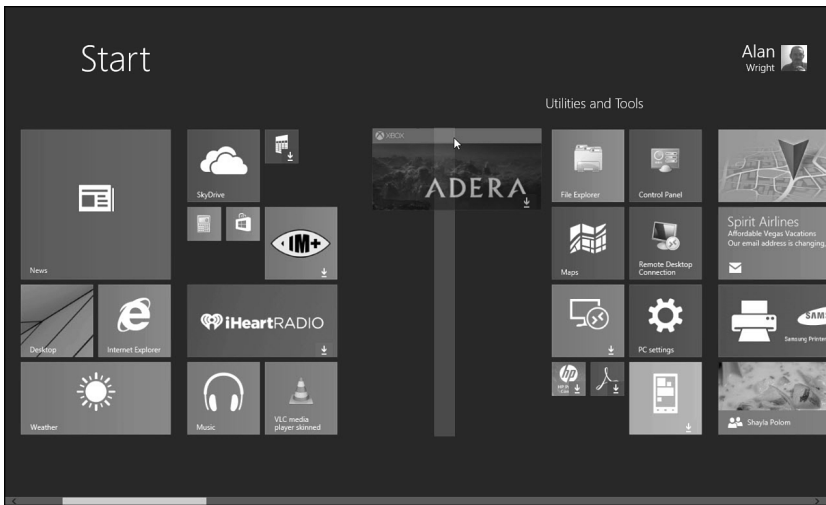 Start
Alan
Wright
Utilities and Tools
News
SkyDrive
XBOX
ADERA
File Explorer
Control Panel
IM+
Maps
Remote Desktop
Connection
Spirit Airlines
Affordable Vegas Vacations
Our email address is changing,
Desktop
Internet Explorer
iHeartRADIO
PC settings
SAMS
Samsung Printer
Weather
Music
VLC media
player skinned
hp
Shayla Polom